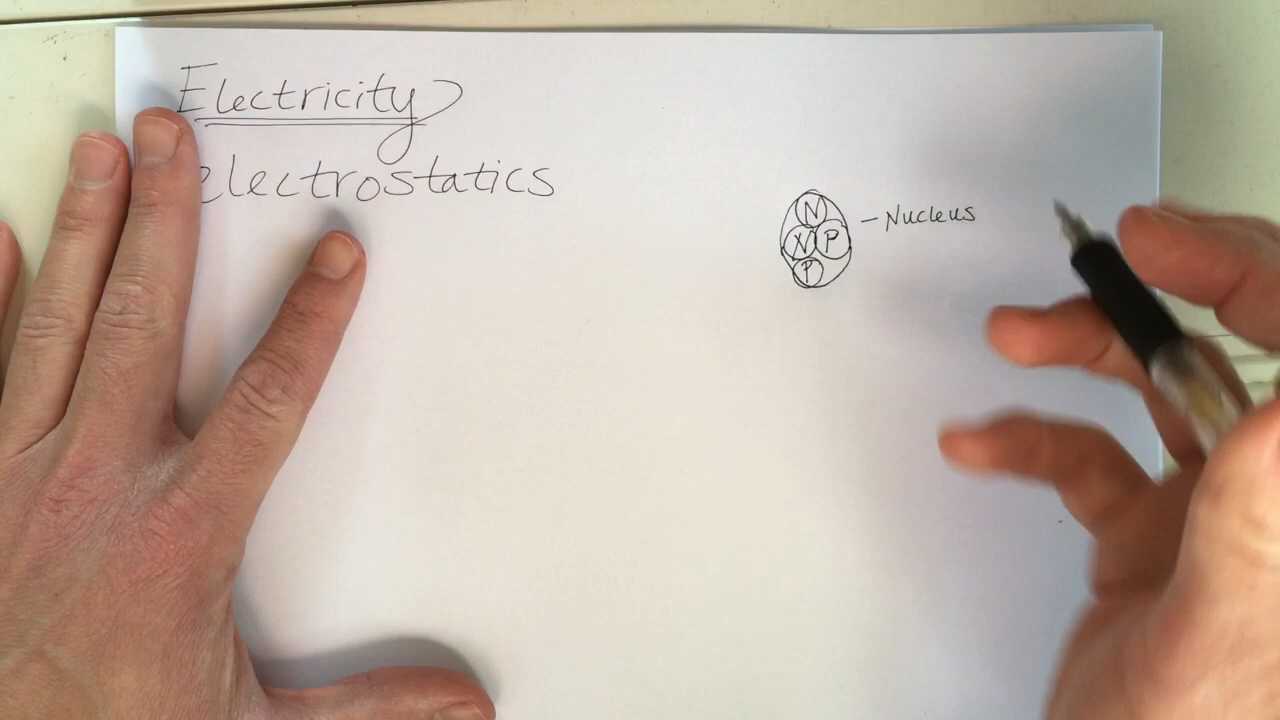 Electricity
electrostatics
N
- Nucleus
N P
P